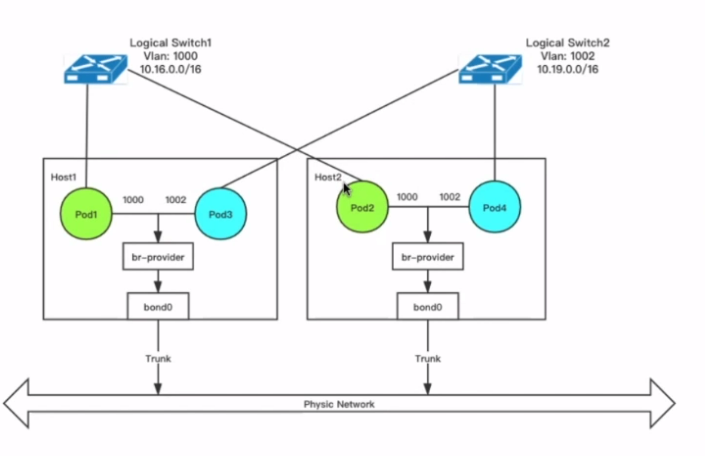 Logical Switch1
Vlan: 1000
10.16.0.0/16
Logical Switch2
Vlan: 1002
10.19.0.0/16
Host1
Pod1
1000
1002
Pod3
br-provider
bond0
Trunk
Host2
Pod2
1000
1002
Pod4
br-provider
bond0
Trunk
Physic Network